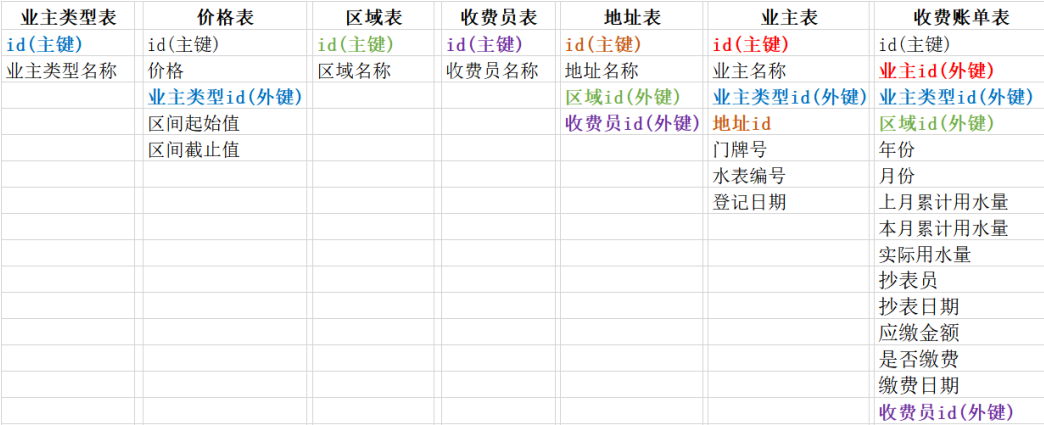 业主类型表 价格表 区域表 收费员表 地址表 业主表 收费账单表
id(主键) id(主键) id(主键) id(主键) id(主键) id(主键) id(主键)
业主类型名称 价格 区域名称 收费员名称 地址名称 业主名称 业主id(外键)
业主类型id(外键) 区域id(外键) 业主类型id(外键) 业主类型id(外键)
区间起始值 收费员id(外键) 地址id 区域id(外键)
区间截止值 门牌号 年份
水表编号 月份
登记日期 上月累计用水量
本月累计用水量
实际用水量
抄表员
抄表日期
应缴金额
是否缴费
缴费日期
收费员id(外键)